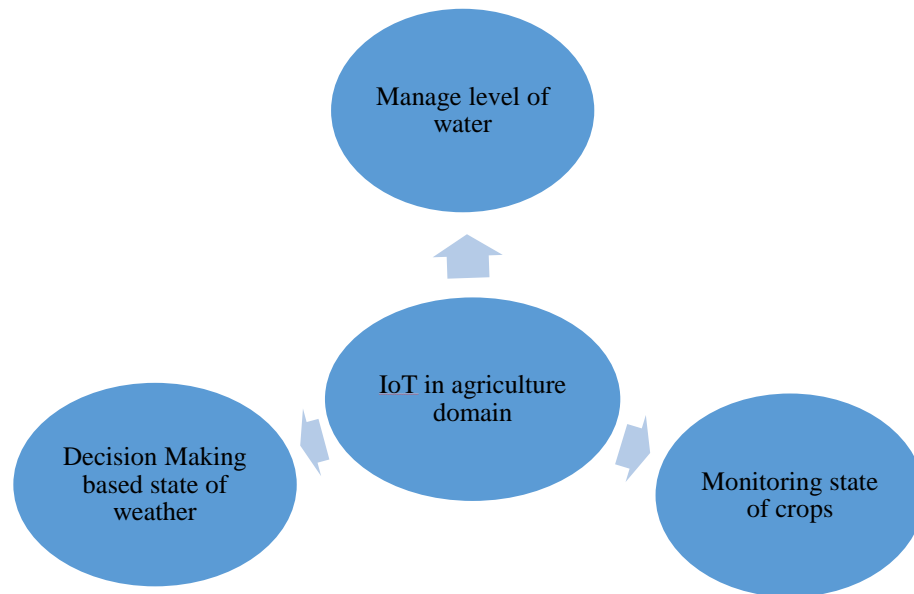 Manage level of
water
IoT in agriculture
domain
Decision Making
based state of
weather
Monitoring state
of crops